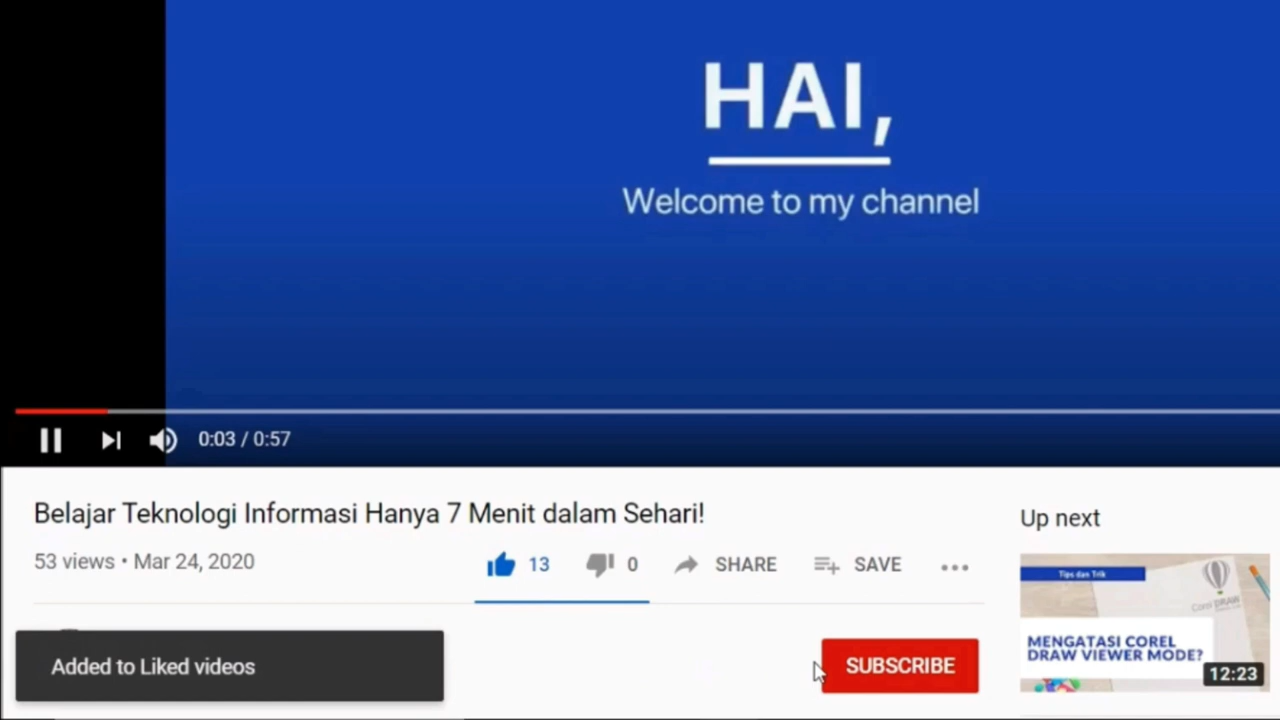 HAI,
Welcome to my channel
0:03 / 0:57
Belajar Teknologi Informasi Hanya 7 Menit dalam Sehari!
53 views • Mar 24, 2020
13
0
SHARE
SAVE
Added to Liked videos
SUBSCRIBE
Up next
Tips dan Trik
Corel DRAW
MENGATASI COREL
DRAW VIEWER MODE?
12:23